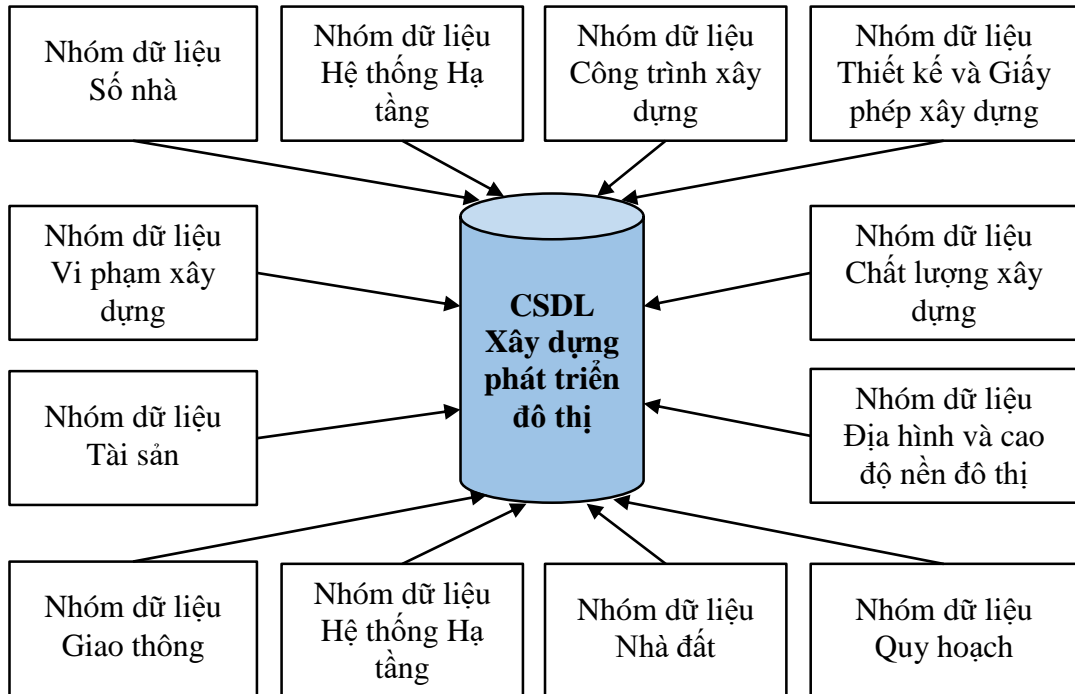 Nhóm dữ liệu
Số nhà
Nhóm dữ liệu
Hệ thống Hạ
tầng
Nhóm dữ liệu
Công trình xây
dựng
Nhóm dữ liệu
Thiết kế và Giấy
phép xây dựng
Nhóm dữ liệu
Vi phạm xây
dựng
CSDL
Xây dựng
phát triển
đô thị
Nhóm dữ liệu
Chất lượng xây
dựng
Nhóm dữ liệu
Tài sản
Nhóm dữ liệu
Địa hình và cao
độ nền đô thị
Nhóm dữ liệu
Giao thông
Nhóm dữ liệu
Hệ thống Hạ
tầng
Nhóm dữ liệu
Nhà đất
Nhóm dữ liệu
Quy hoạch